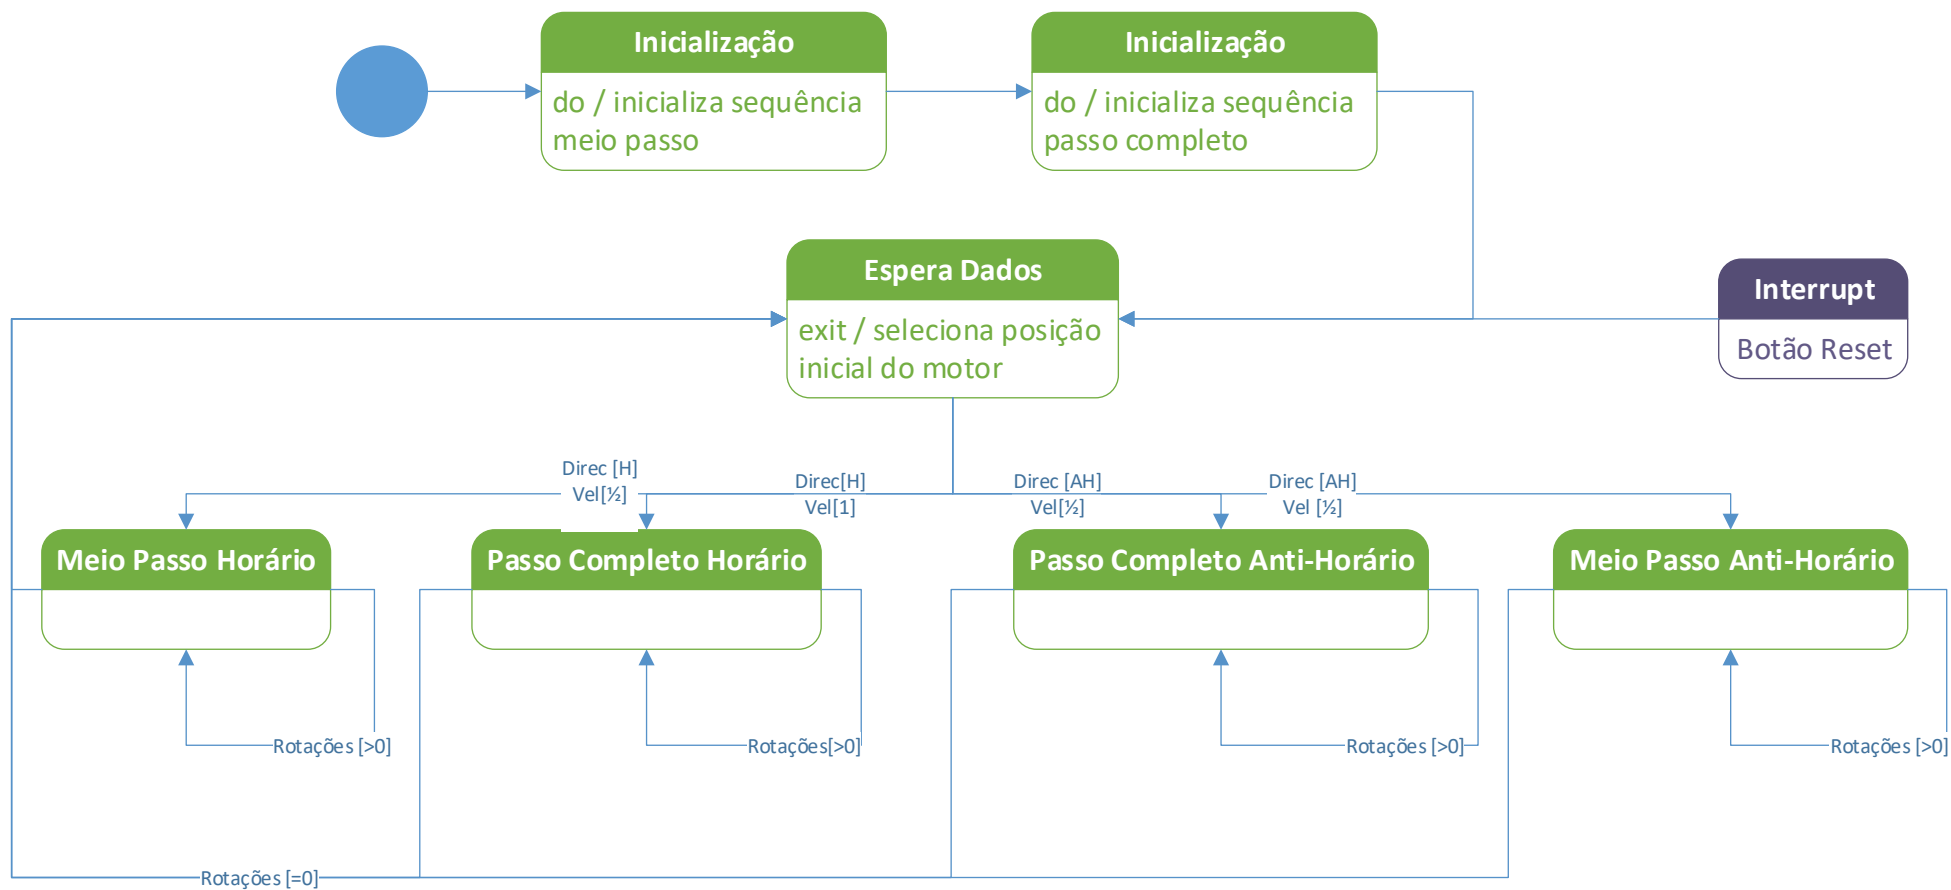 Inicialização
do / inicializa sequência
meio passo
Inicialização
do / inicializa sequência
passo completo
Espera Dados
exit / seleciona posição
inicial do motor
Interrupt
Botão Reset
Direc [H]
Vel[½]
Direc[H]
Vel[1]
Direc [AH]
Vel[½]
Direc [AH]
Vel [½]
Meio Passo Horário
Passo Completo Horário
Passo Completo Anti-Horário
Meio Passo Anti-Horário
Rotações [>0]
Rotações[>0]
Rotações [>0]
Rotações [>0]
Rotações [=0]